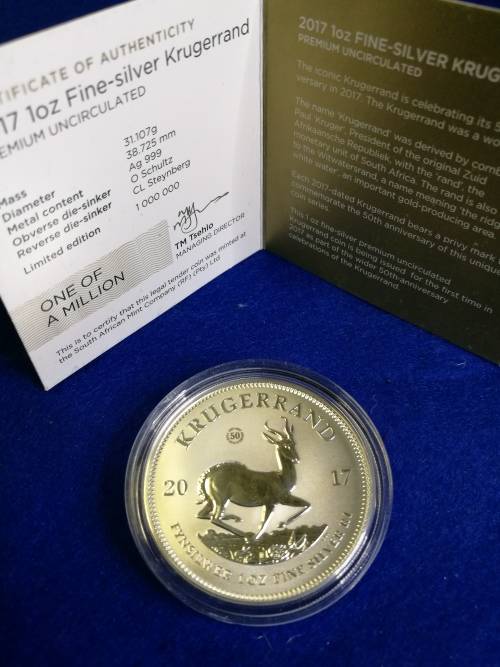 TIFICATE OF AUTHENTICITY
17 1oz Fine-silver Krugerrand
REMIUM UNCIRCULATED
Mass 31.107g
Diameter 38.725 mm
Metal content Ag 999
Obverse die-sinker O Schultz
Reverse die-sinker CL Steynberg
Limited edition 1 000 000
TM Tsehlo
MANAGING DIRECTOR
ONE OF
A MILLION
This is to certify that this legal tender coin was minted at
the South African Mint Company (RF) (Pty) Ltd
2017 1oz FINE-SILVER KRUG
PREMIUM UNCIRCULATED
The iconic Krugerrand is celebrating its
versary in 2017. The Krugerrand was a wo
The name 'Krugerrand' was derived by comb
Paul 'Kruger', President of the original Zuid
Afrikaansche Republiek, with the 'rand', the
monetary unit of South Africa. The rand is also
to the Witwatersrand, a name meaning 'the ridg
white water', an important gold-producing area
Each 2017-dated Krugerrand bears a privy mark
commemorate the 50th anniversary of this uniqu
coin series.
This 1 oz fine-silver premium uncirculated
Krugerrand coin is being issued for the first time in
2017 as part of the wider 50th anniversary
celebrations of the Krugerrand.
KRUGERRAND
50
20 17
FYNSILWER 1 OZ FINE SILVER